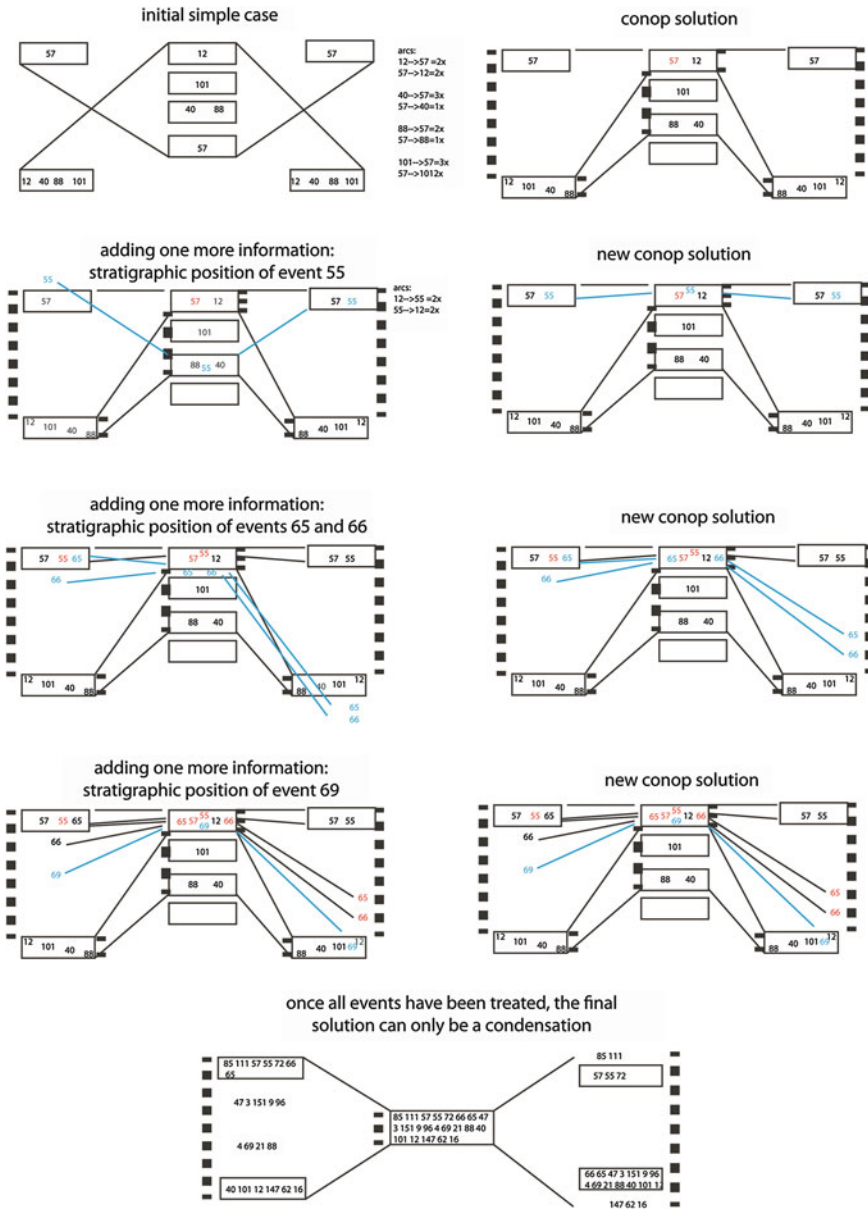 initial simple case
57
12
57
101
40 88
57
12 40 88 101
12 40 88 101
arcs:
12-->57 =2x
57-->12=2x
40-->57=3x
57-->40=1x
88-->57=2x
57-->88=1x
101-->57=3x
57-->1012x
conop solution
57
57 12
57
101
88 40
12 101 40 88
88 40 101 12
adding one more information:
stratigraphic position of event 55
55
57
57 12
57 55
101
88 55 40
12 101 40 88
88 40 101 12
arcs:
12-->55 =2x
55-->12=2x
new conop solution
57 55
57 55 12
57 55
101
88 40
12 101 40 88
88 40 101 12
adding one more information:
stratigraphic position of events 65 and 66
57 55 65
57 55 12
57 55
66
65 66
101
88 40
12 101 40 88
88 40 101 12
65
66
new conop solution
57 55 65
65 57 55 12 66
57 55
66
101
88 40
65
66
12 101 40 88
88 40 101 12
adding one more information:
stratigraphic position of event 69
57 55 65
65 57 55 12 66
69
57 55
66
101
69
88 40
65
66
12 101 40 88
88 40 101 69 12
new conop solution
57 55 65
65 57 55 12 66
69
57 55
66
101
69
88 40
65
66
12 101 40 88
88 40 101 69 12
once all events have been treated, the final
solution can only be a condensation
85 111 57 55 72 66
65
47 3 151 9 96
4 69 21 88
40 101 12 147 62 16
85 111 57 55 72 66 65 47
3 151 9 96 4 69 21 88 40
101 12 147 62 16
85 111
57 55 72
66 65 47 3 151 9 96
4 69 21 88 40 101 12
147 62 16